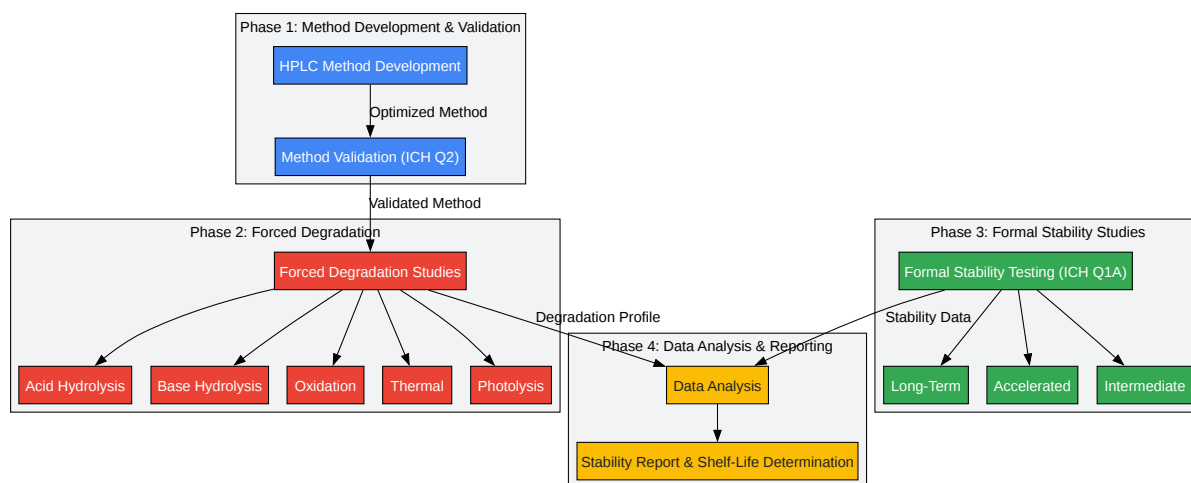 Phase 1: Method Development & Validation
HPLC Method Development
Optimized Method
Method Validation (ICH Q2)
Validated Method
Phase 2: Forced Degradation
Forced Degradation Studies
Acid Hydrolysis
Base Hydrolysis
Oxidation
Thermal
Photolysis
Degradation Profile
Phase 3: Formal Stability Studies
Formal Stability Testing (ICH Q1A)
Stability Data
Long-Term
Accelerated
Intermediate
Phase 4: Data Analysis & Reporting
Data Analysis
Stability Report & Shelf-Life Determination